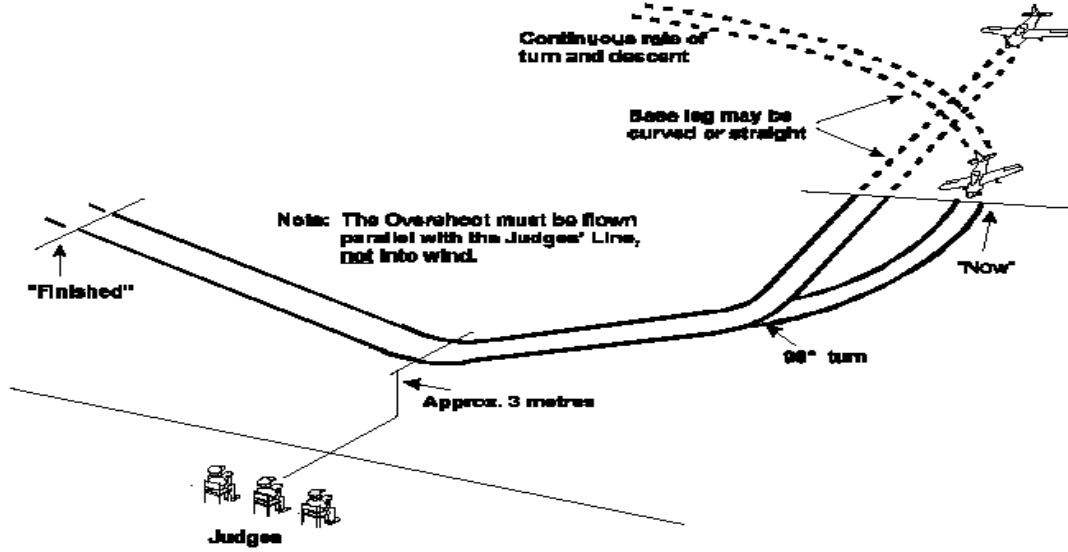 Continuous rate of
turn and descent
Base leg may be
curved or straight
Note: The Overshoot must be flown
parallel with the Judges' Line,
not into wind.
"Now"
"Finished"
90° turn
Approx. 3 metres
Judges